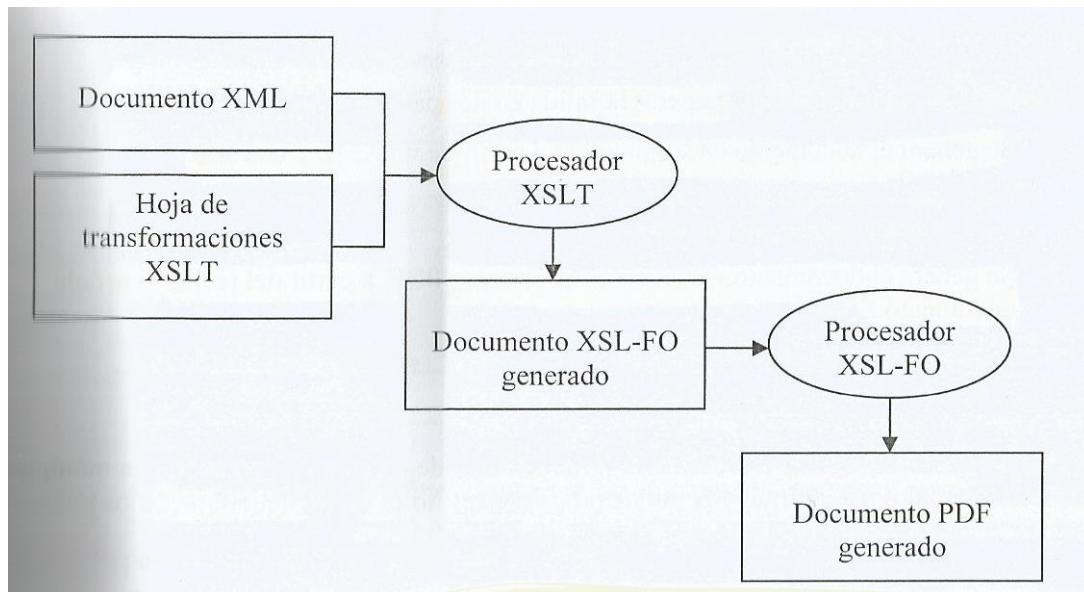 Documento XML
Hoja de
transformaciones
XSLT
Procesador
XSLT
Documento XSL-FO
generado
Procesador
XSL-FO
Documento PDF
generado